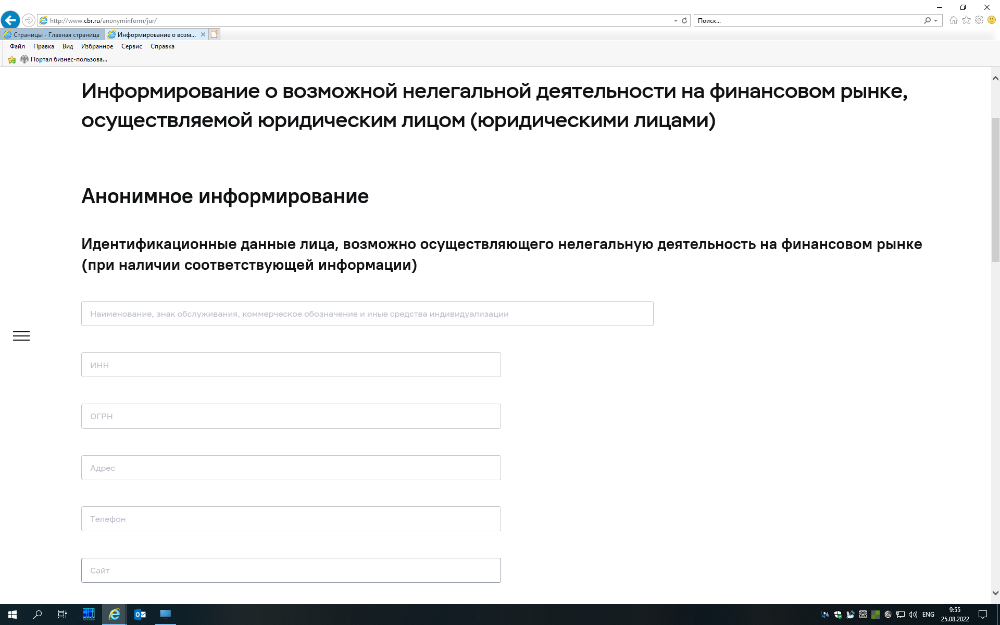 http://www.cbr.ru/anonyminform/jur/
Поиск...
Страницы - Главная страница
Информирование о возм...
Файл Правка Вид Избранное Сервис Справка
Портал бизнес-пользова...
Информирование о возможной нелегальной деятельности на финансовом рынке,
осуществляемой юридическим лицом (юридическими лицами)
Анонимное информирование
Идентификационные данные лица, возможно осуществляющего нелегальную деятельность на финансовом рынке
(при наличии соответствующей информации)
Наименование, знак обслуживания, коммерческое обозначение и иные средства индивидуализации
ИНН
ОГРН
Адрес
Телефон
Сайт
ENG
9:55
25.08.2022